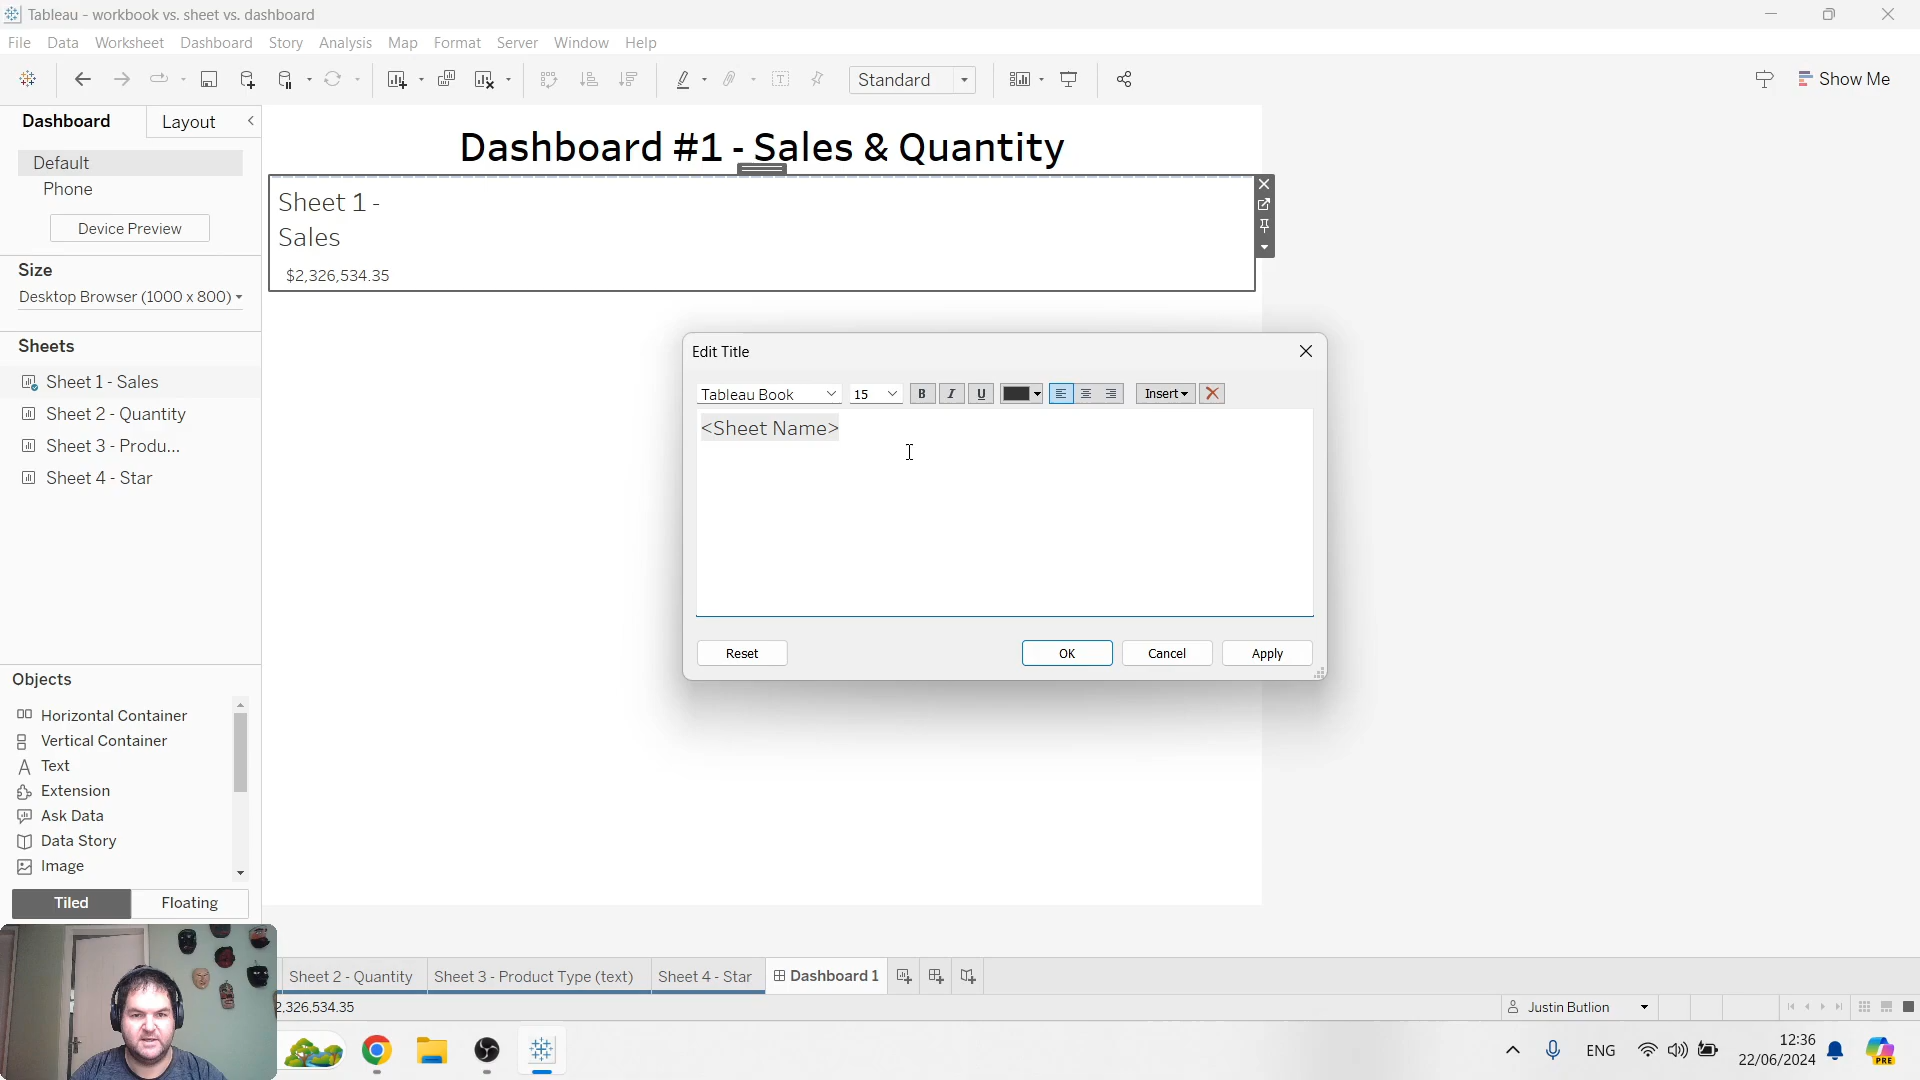 Tableau - workbook vs. sheet vs. dashboard
File Data Worksheet Dashboard Story Analysis Map Format Server Window Help
Standard
Show Me
Dashboard Layout
Default
Phone
Device Preview
Size
Desktop Browser (1000 x 800)
Sheets
Sheet 1 - Sales
Sheet 2 - Quantity
Sheet 3 - Produ...
Sheet 4 - Star
Objects
Horizontal Container
Vertical Container
Text
Extension
Ask Data
Data Story
Image
Tiled Floating
Dashboard #1 - Sales & Quantity
Sheet 1 -
Sales
$2,326,534.35
Edit Title
Tableau Book 15 B I U Insert
<Sheet Name>
Reset OK Cancel Apply
Sheet 2 - Quantity Sheet 3 - Product Type (text) Sheet 4 - Star Dashboard 1
2,326,534.35
Justin Butlion
ENG
12:36
22/06/2024
PRE